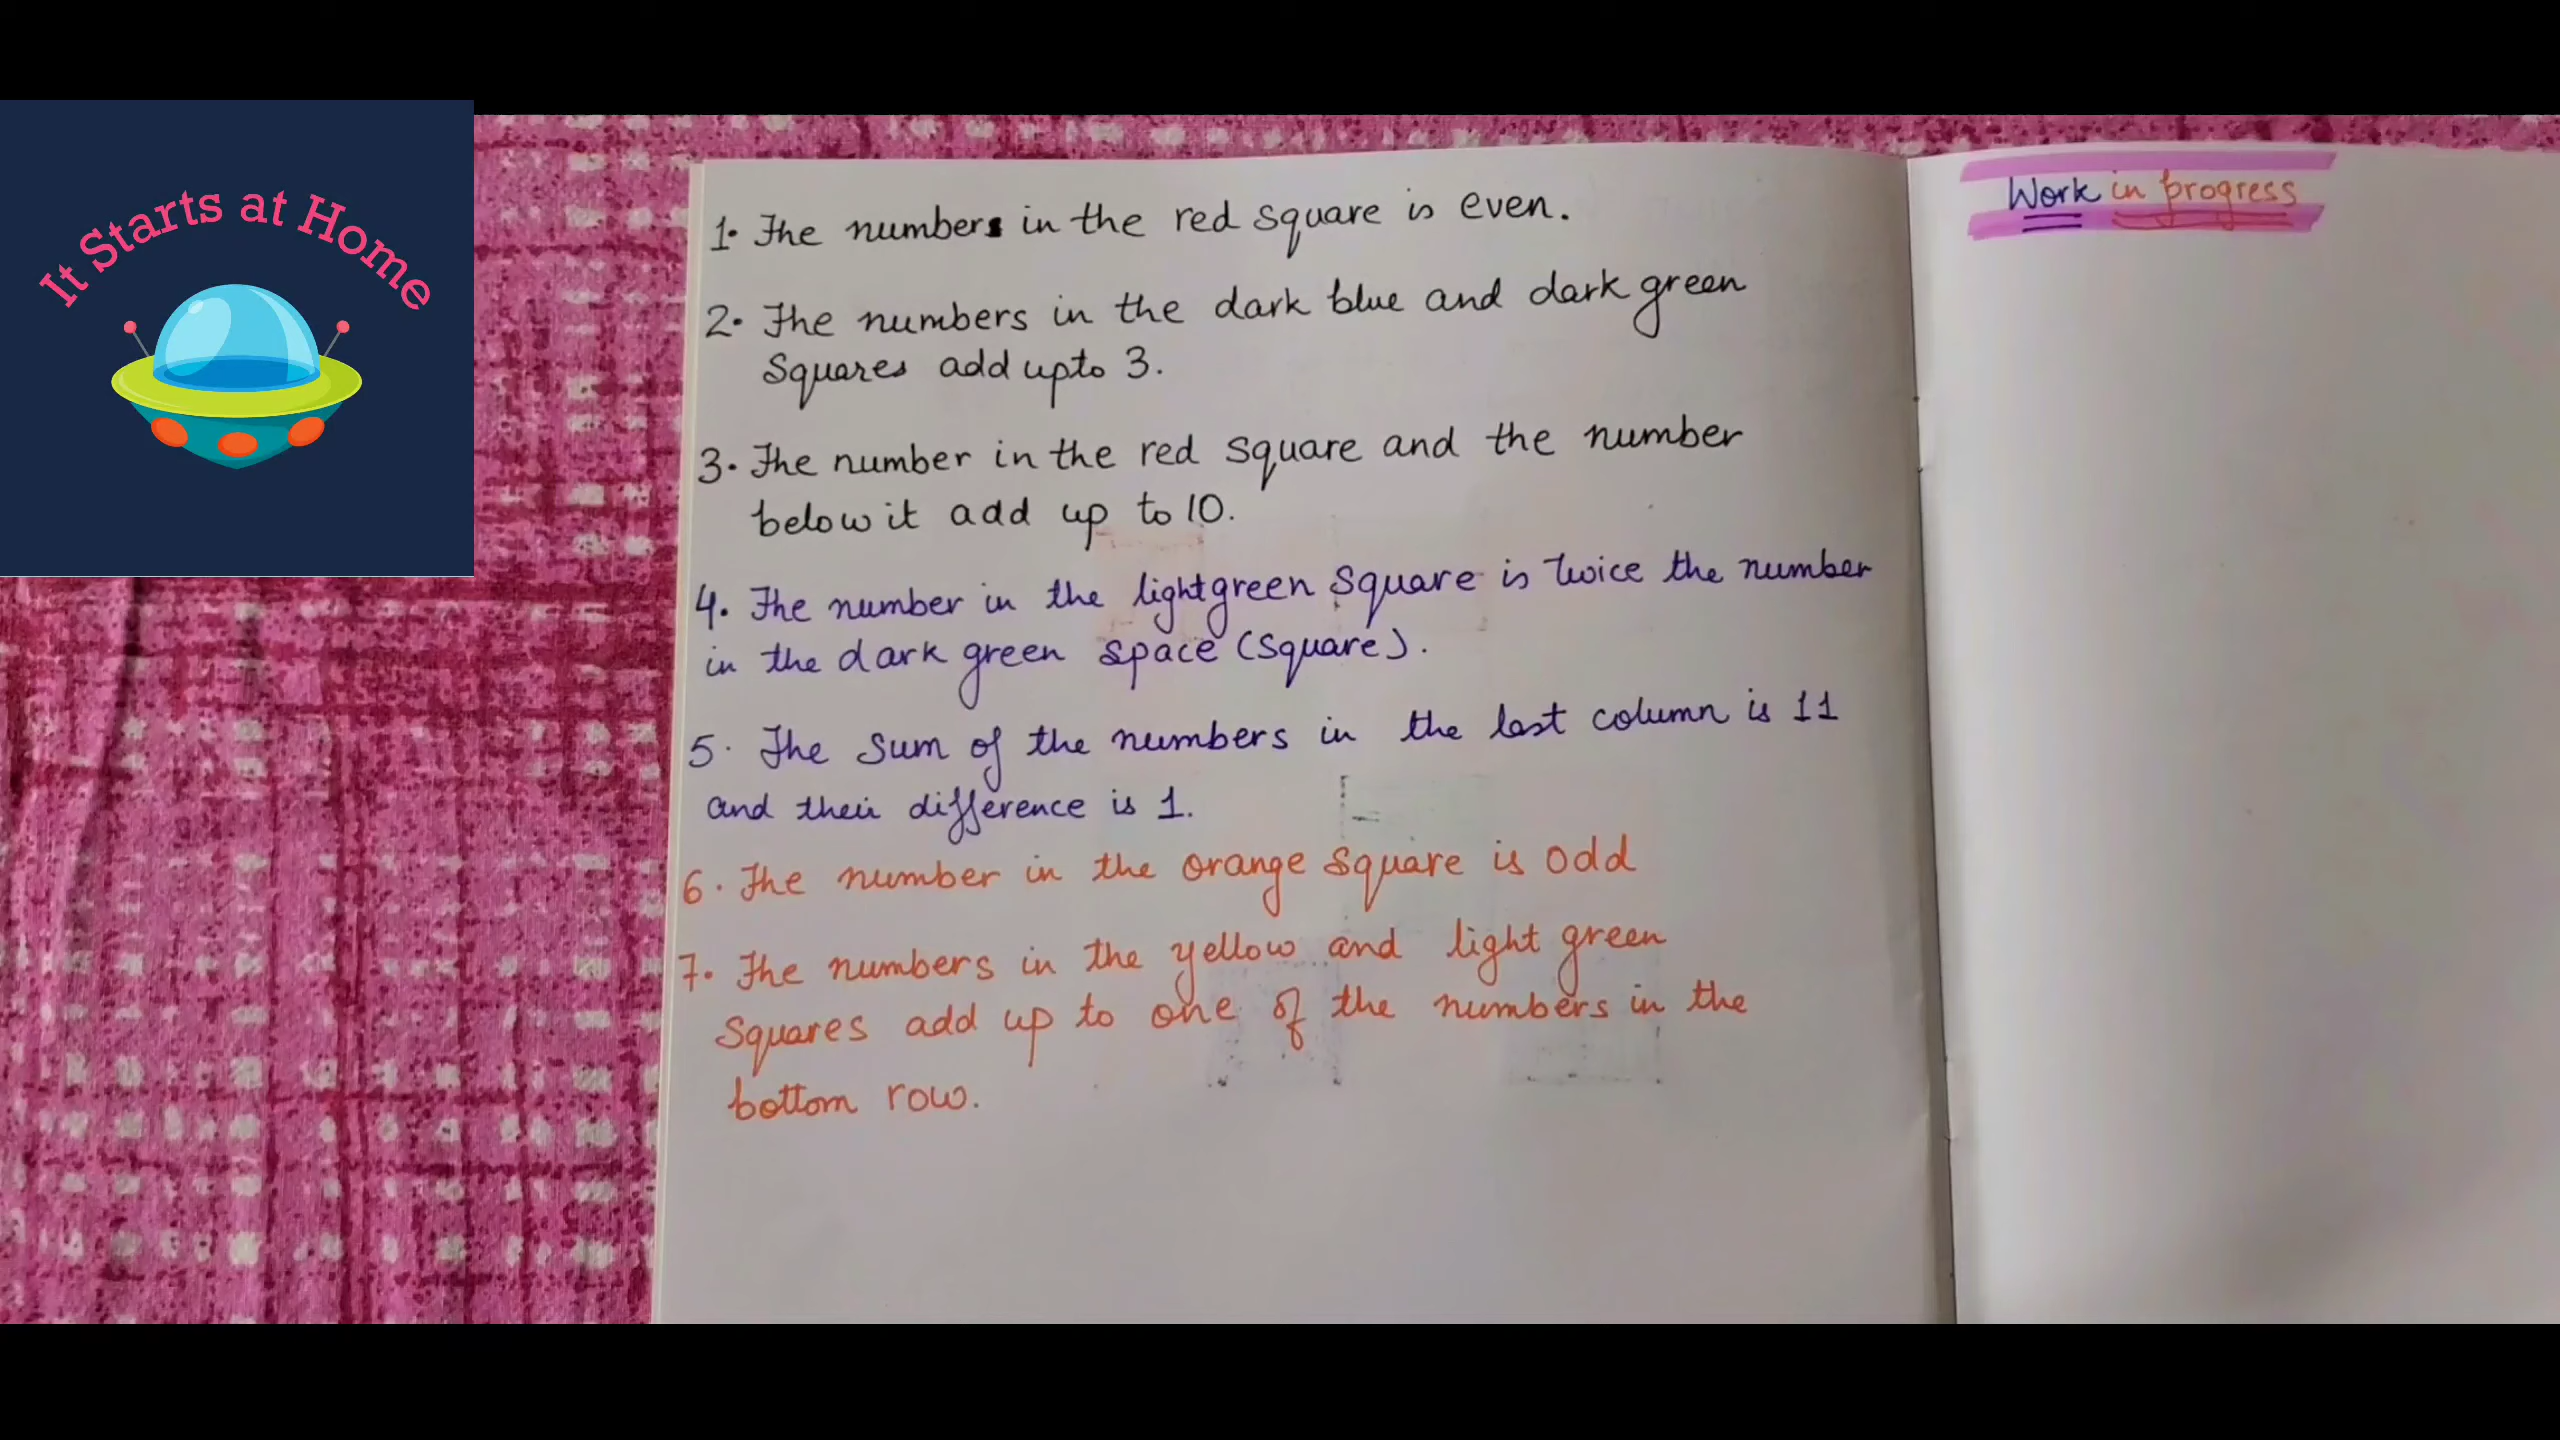 It Starts at Home
1. The numbers in the red square is even.
2. The numbers in the dark blue and dark green
squares add upto 3.
3. The number in the red square and the number
below it add up to 10.
4. The number in the lightgreen square is twice the number
in the dark green space (square).
5. The sum of the numbers in the last column is 11
and their difference is 1.
6. The number in the orange square is odd
7. The numbers in the yellow and light green
squares add up to one of the numbers in the
bottom row.
Work in progress